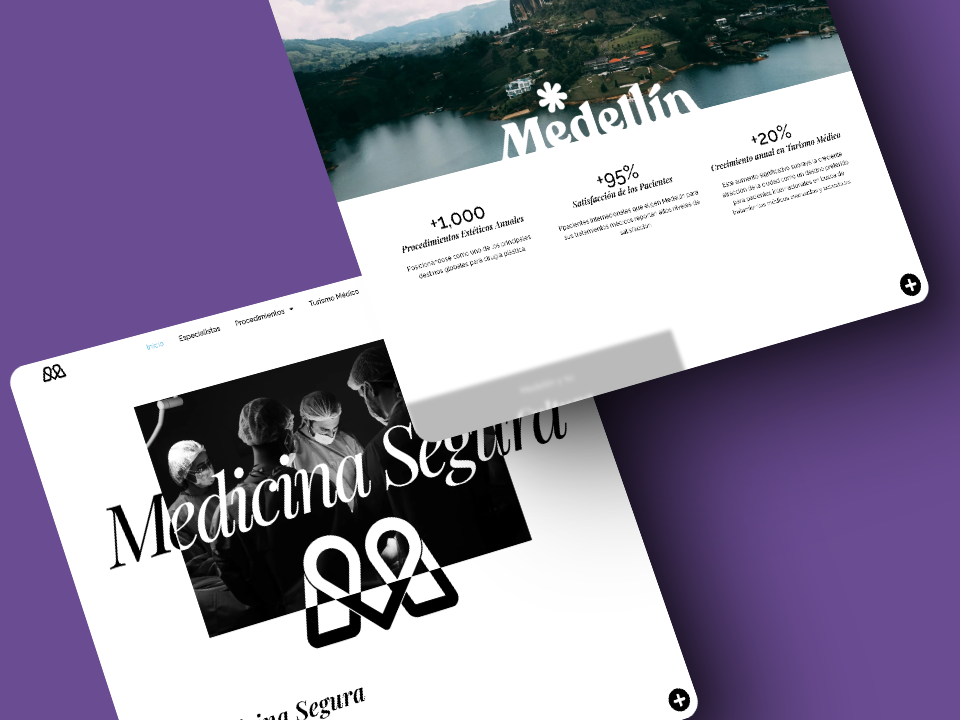 Medellín
+1,000
Procedimientos Estéticos Anuales
Posicionándose como uno de los principales
destinos globales para cirugía plástica.
+95%
Satisfacción de los Pacientes
Ppacientes internacionales que eligen Medellín para
sus tratamientos médicos reportan altos niveles de
satisfacción.
+20%
Crecimiento anual en Turismo Médico
Este aumento significativo subraya la creciente
atracción de la ciudad como un destino preferido
para pacientes internacionales en busca de
tratamientos médicos avanzados y accesibles.
Inicio
Especialistas
Procedimientos
Turismo Médico
Medicina Segura
Segura